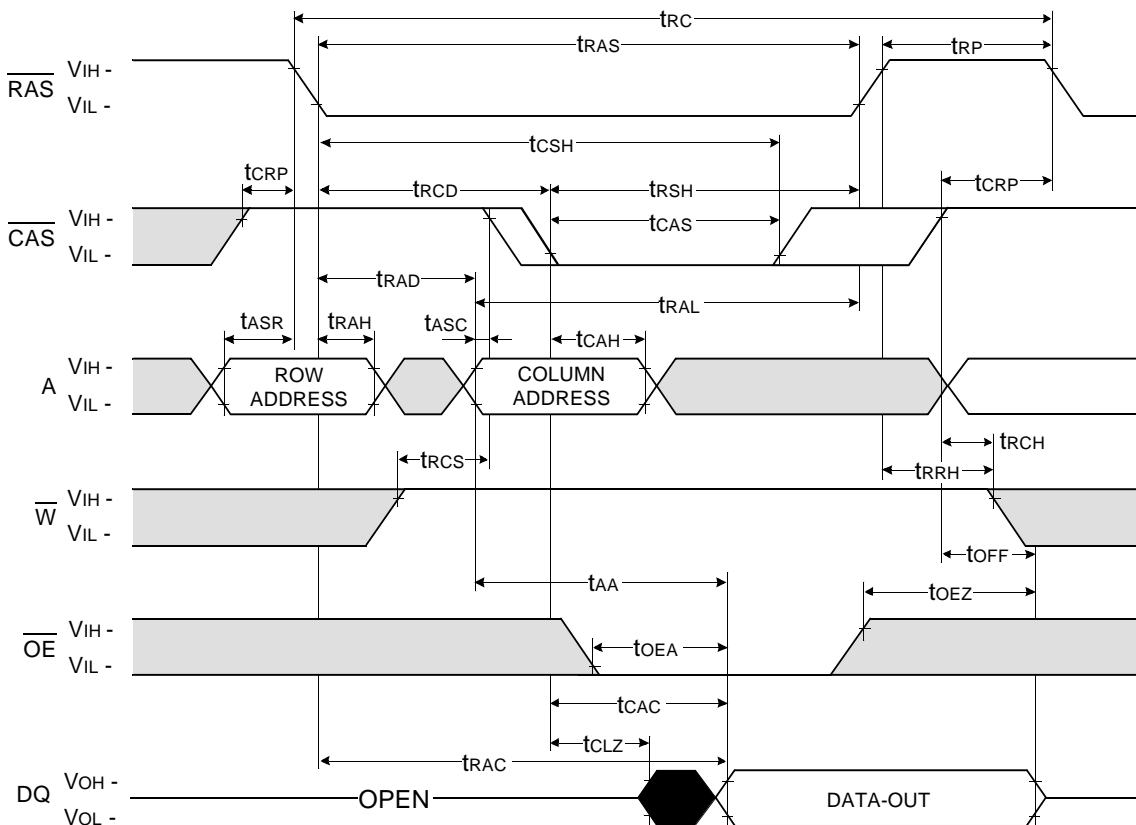 tRC
tRAS
tRP
RAS
VIH -
VIL -
tCSH
tCRP
tRCD
tRSH
tCRP
CAS
VIH -
VIL -
tCAS
tRAD
tRAL
tASR
tRAH
tASC
tCAH
A
VIH -
VIL -
ROW
ADDRESS
COLUMN
ADDRESS
tRCS
tRCH
tRRH
W
VIH -
VIL -
tOFF
tAA
tOEZ
OE
VIH -
VIL -
tOEA
tCAC
tCLZ
tRAC
DQ
VOH -
VOL -
OPEN
DATA-OUT